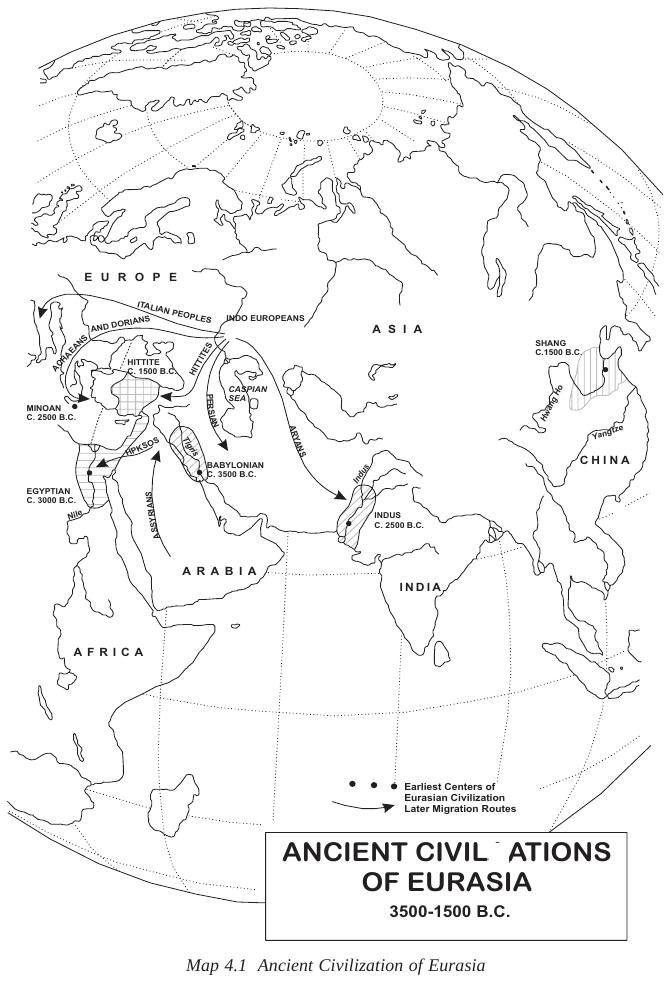 EUROPE
ITALIAN PEOPLES
AND DORIANS
ACHAEANS
INDO EUROPEANS
ASIA
HITTITE
C. 1500 B.C.
HITTITES
CASPIAN
SEA
PERSIAN
ARYANS
SHANG
C.1500 B.C.
Hwang Ho
Yangtze
CHINA
MINOAN
C. 2500 B.C.
HPKSOS
Tigris
BABYLONIAN
C. 3500 B.C.
Indus
EGYPTIAN
C. 3000 B.C.
Nile
ASSYRIANS
INDUS
C. 2500 B.C.
ARABIA
INDIA
AFRICA
Earliest Centers of
Eurasian Civilization
Later Migration Routes
ANCIENT CIVIL ATIONS
OF EURASIA
3500-1500 B.C.
Map 4.1 Ancient Civilization of Eurasia